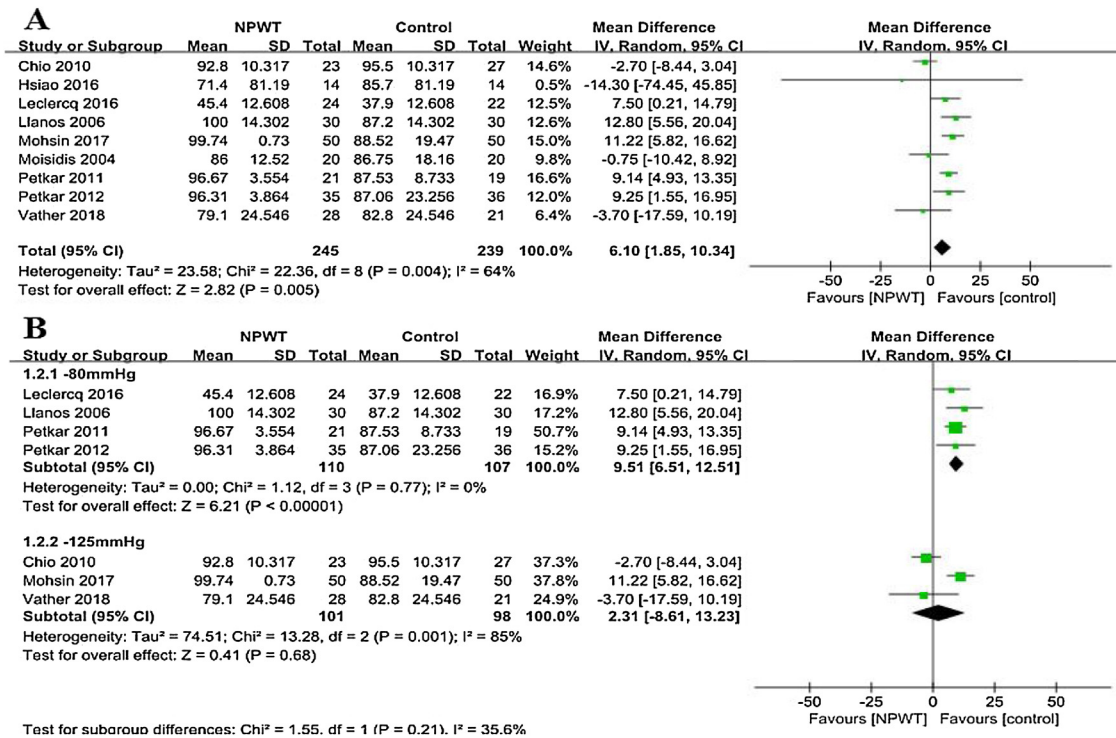 A
NPWT Control Mean Difference Mean Difference
Study or Subgroup Mean SD Total Mean SD Total Weight IV, Random, 95% CI IV, Random, 95% CI
Chio 2010 92.8 10.317 23 95.5 10.317 27 14.6% -2.70 [-8.44, 3.04]
Hsiao 2016 71.4 81.19 14 85.7 81.19 14 0.5% -14.30 [-74.45, 45.85]
Leclercq 2016 45.4 12.608 24 37.9 12.608 22 12.5% 7.50 [0.21, 14.79]
Llanos 2006 100 14.302 30 87.2 14.302 30 12.6% 12.80 [5.56, 20.04]
Mohsin 2017 99.74 0.73 50 88.52 19.47 50 15.0% 11.22 [5.82, 16.62]
Moisidis 2004 86 12.52 20 86.75 18.16 20 9.8% -0.75 [-10.42, 8.92]
Petkar 2011 96.67 3.554 21 87.53 8.733 19 16.6% 9.14 [4.93, 13.35]
Petkar 2012 96.31 3.864 35 87.06 23.256 36 12.0% 9.25 [1.55, 16.95]
Vather 2018 79.1 24.546 28 82.8 24.546 21 6.4% -3.70 [-17.59, 10.19]
Total (95% CI) 245 239 100.0% 6.10 [1.85, 10.34]
Heterogeneity: Tau² = 23.58; Chi² = 22.36, df = 8 (P = 0.004); I² = 64%
Test for overall effect: Z = 2.82 (P = 0.005)
-50 -25 0 25 50
Favours [NPWT] Favours [control]
B
NPWT Control Mean Difference Mean Difference
Study or Subgroup Mean SD Total Mean SD Total Weight IV, Random, 95% CI IV, Random, 95% CI
1.2.1 -80mmHg
Leclercq 2016 45.4 12.608 24 37.9 12.608 22 16.9% 7.50 [0.21, 14.79]
Llanos 2006 100 14.302 30 87.2 14.302 30 17.2% 12.80 [5.56, 20.04]
Petkar 2011 96.67 3.554 21 87.53 8.733 19 50.7% 9.14 [4.93, 13.35]
Petkar 2012 96.31 3.864 35 87.06 23.256 36 15.2% 9.25 [1.55, 16.95]
Subtotal (95% CI) 110 107 100.0% 9.51 [6.51, 12.51]
Heterogeneity: Tau² = 0.00; Chi² = 1.12, df = 3 (P = 0.77); I² = 0%
Test for overall effect: Z = 6.21 (P < 0.00001)
1.2.2 -125mmHg
Chio 2010 92.8 10.317 23 95.5 10.317 27 37.3% -2.70 [-8.44, 3.04]
Mohsin 2017 99.74 0.73 50 88.52 19.47 50 37.8% 11.22 [5.82, 16.62]
Vather 2018 79.1 24.546 28 82.8 24.546 21 24.9% -3.70 [-17.59, 10.19]
Subtotal (95% CI) 101 98 100.0% 2.31 [-8.61, 13.23]
Heterogeneity: Tau² = 74.51; Chi² = 13.28, df = 2 (P = 0.001); I² = 85%
Test for overall effect: Z = 0.41 (P = 0.68)
-50 -25 0 25 50
Favours [NPWT] Favours [control]
Test for subgroup differences: Chi² = 1.55, df = 1 (P = 0.21), I² = 35.6%